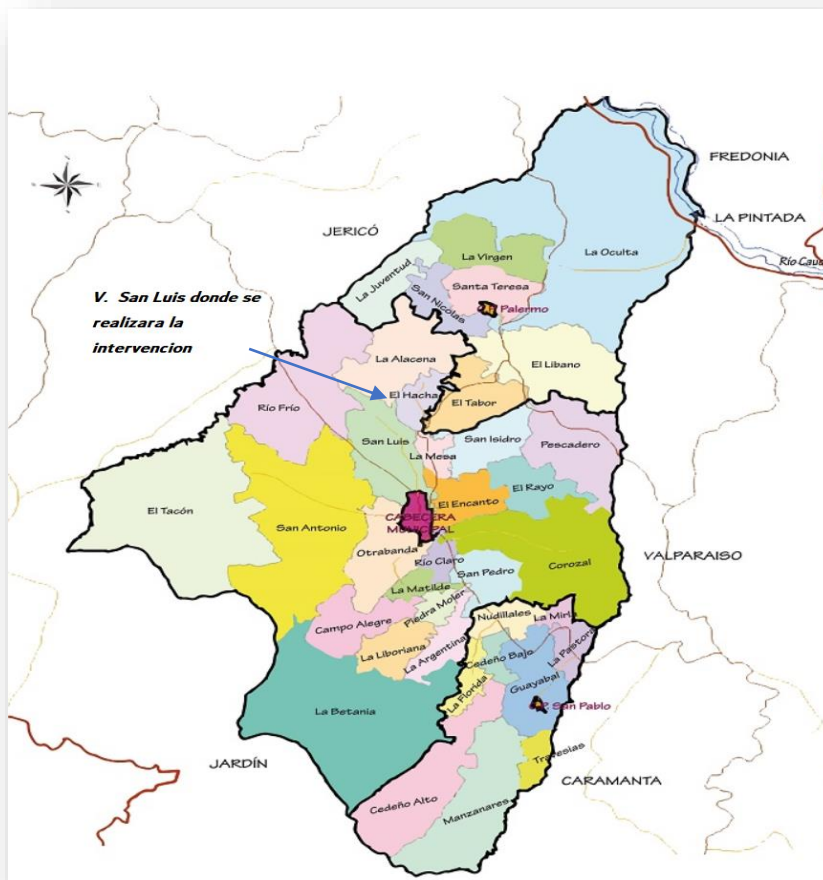 FREDONIA
LA PINTADA
JERICÓ
La Virgen
La Oculta
Río Cauc
La Juventud
San Nicolas
Santa Teresa
Palermo
V. San Luis donde se
realizara la
intervencion
La Alacena
El Libano
El Hacha
El Tabor
Río Frío
San Luis
La Mesa
San Isidro
Pescadero
El Rayo
El Encanto
El Tacón
San Antonio
CABECERA
MUNICIPAL
Otrabanda
Río Claro
San Pedro
Corozal
VALPARAISO
La Matilde
Piedra Moler
Campo Alegre
Nudillales
La Mirla
La Liboriana
La Argentina
Cedeño Bajo
La Pastora
La Florida
Guayabal
San Pablo
La Betania
Travesias
JARDÍN
CARAMANTA
Cedeño Alto
Manzanares